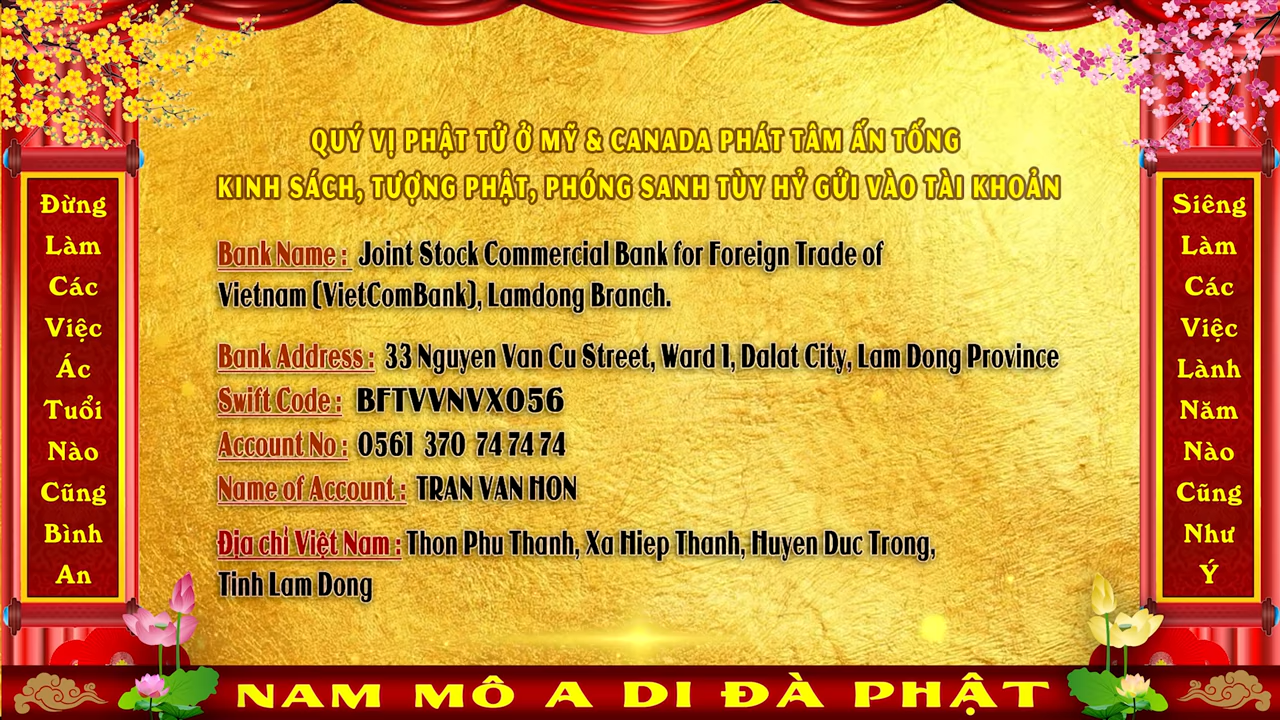 QUÝ VỊ PHẬT TỬ Ở MỸ & CANADA PHÁT TÂM ẤN TỐNG
KINH SÁCH, TƯỢNG PHẬT, PHÓNG SANH TÙY HỶ GỬI VÀO TÀI KHOẢN
Bank Name : Joint Stock Commercial Bank for Foreign Trade of
Vietnam (VietComBank), Lamdong Branch.
Bank Address : 33 Nguyen Van Cu Street, Ward 1, Dalat City, Lam Dong Province
Swift Code : BFTVVNVX056
Account No : 0561 370 74 74 74
Name of Account : TRAN VAN HON
Địa chỉ Việt Nam : Thon Phu Thanh, Xa Hiep Thanh, Huyen Duc Trong,
Tinh Lam Dong
Đừng
Làm
Các
Việc
Ác
Tuổi
Nào
Cũng
Bình
An
Siêng
Làm
Các
Việc
Lành
Năm
Nào
Cũng
Như
Ý
NAM MÔ A DI ĐÀ PHẬT